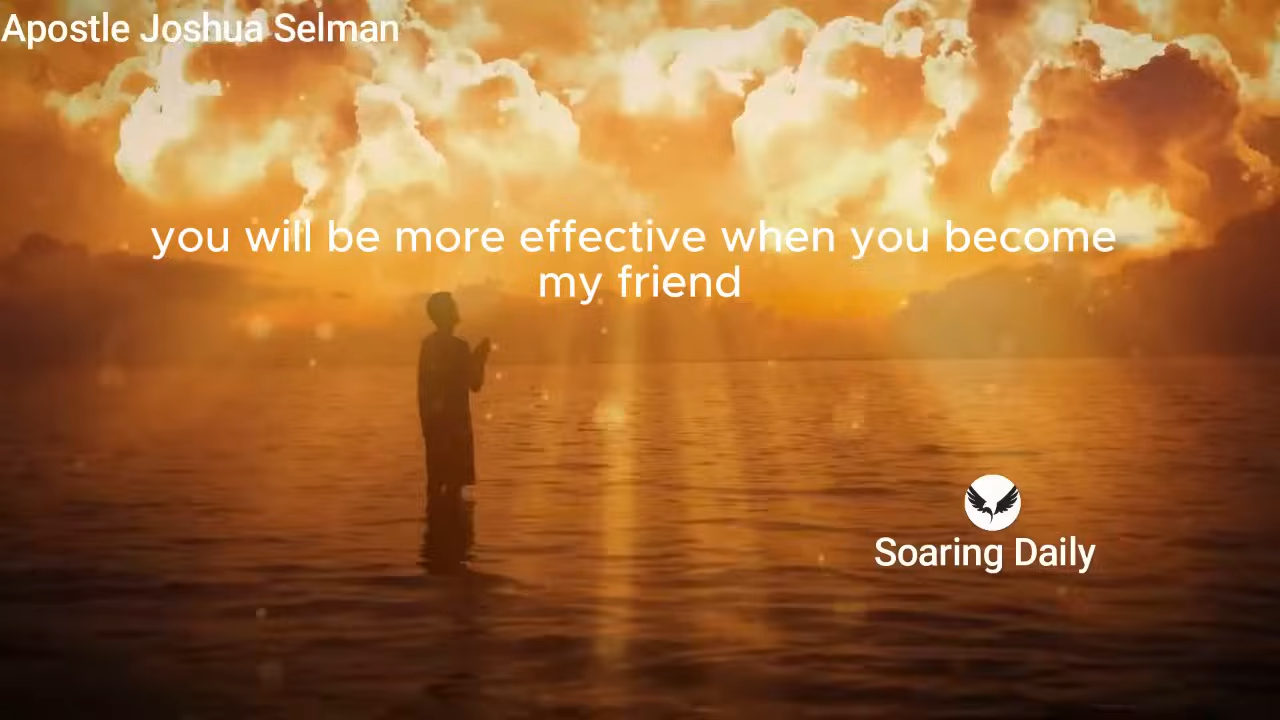 Apostle Joshua Selman
you will be more effective when you become
my friend
Soaring Daily